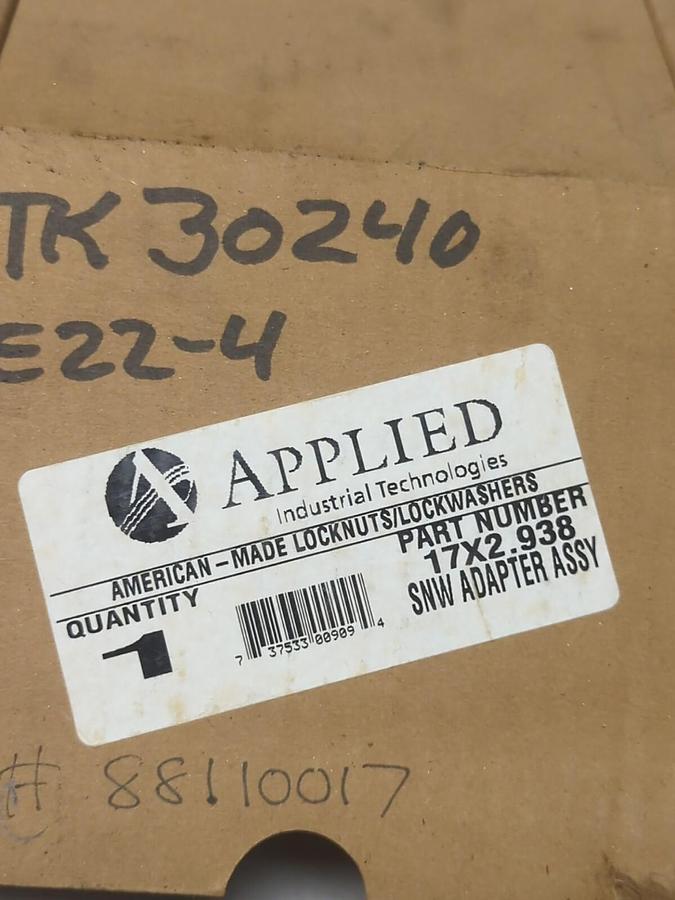 TK 30240
E22-4
APPLIED
Industrial Technologies
AMERICAN-MADE LOCKNUTS/LOCKWASHERS
QUANTITY
1
PART NUMBER
17X2.938
SNW ADAPTER ASSY
7 37533 00909 4
# 88110017